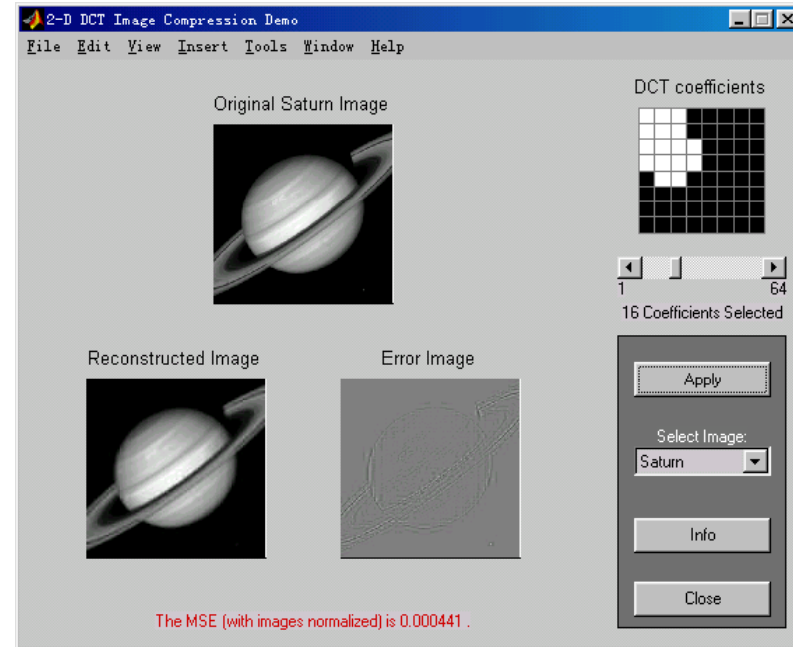 2-D DCT Image Compression Demo
File Edit View Insert Tools Window Help
Original Saturn Image
DCT coefficients
1 64
16 Coefficients Selected
Reconstructed Image
Error Image
Apply
Select Image:
Saturn
Info
Close
The MSE (with images normalized) is 0.000441 .